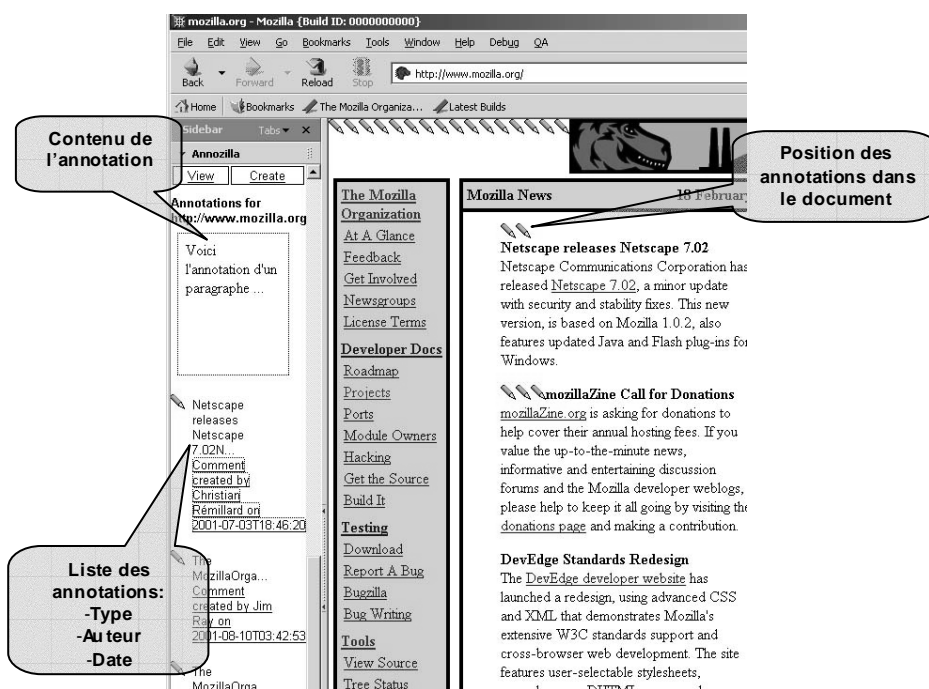 mozilla.org - Mozilla {Build ID: 0000000000}
File Edit View Go Bookmarks Tools Window Help Debug QA
Back Forward Reload Stop http://www.mozilla.org/
Home Bookmarks The Mozilla Organiza... Latest Builds
Contenu de
l'annotation
Sidebar Tabs
Annozilla
View Create
Annotations for
http://www.mozilla.org
Voici
l'annotation d'un
paragraphe ...
Netscape
releases
Netscape
7.02N...
Comment
created by
Christian
Rémillard on
2001-07-03T18:46:20
The
MozillaOrga...
Comment
created by Jim
Ray on
2001-08-10T03:42:53
The
MozillaOrga
Liste des
annotations:
-Type
-Auteur
-Date
The Mozilla
Organization
At A Glance
Feedback
Get Involved
Newsgroups
License Terms
Developer Docs
Roadmap
Projects
Ports
Module Owners
Hacking
Get the Source
Build It
Testing
Download
Report A Bug
Bugzilla
Bug Writing
Tools
View Source
Tree Status
Mozilla News 18 February
Position des
annotations dans
le document
Netscape releases Netscape 7.02
Netscape Communications Corporation has
released Netscape 7.02, a minor update
with security and stability fixes. This new
version, is based on Mozilla 1.0.2, also
features updated Java and Flash plug-ins for
Windows.
mozillaZine Call for Donations
mozillaZine.org is asking for donations to
help cover their annual hosting fees. If you
value the up-to-the-minute news,
informative and entertaining discussion
forums and the Mozilla developer weblogs,
please help to keep it all going by visiting the
donations page and making a contribution.
DevEdge Standards Redesign
The DevEdge developer website has
launched a redesign, using advanced CSS
and XML that demonstrates Mozilla's
extensive W3C standards support and
cross-browser web development. The site
features user-selectable stylesheets,